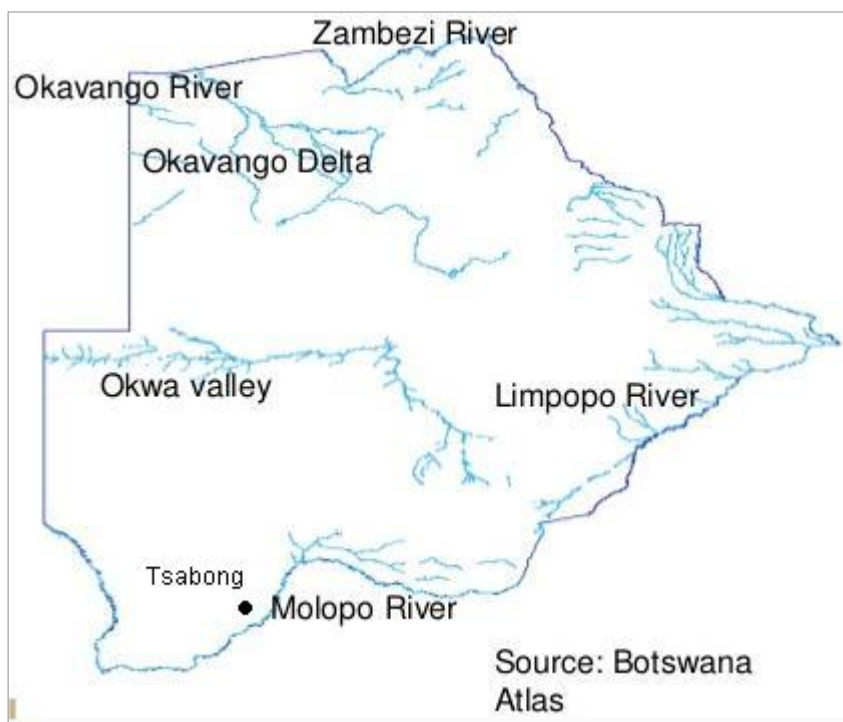 Zambezi River
Okavango River
Okavango Delta
Okwa valley
Limpopo River
Tsabong
Molopo River
Source: Botswana
Atlas